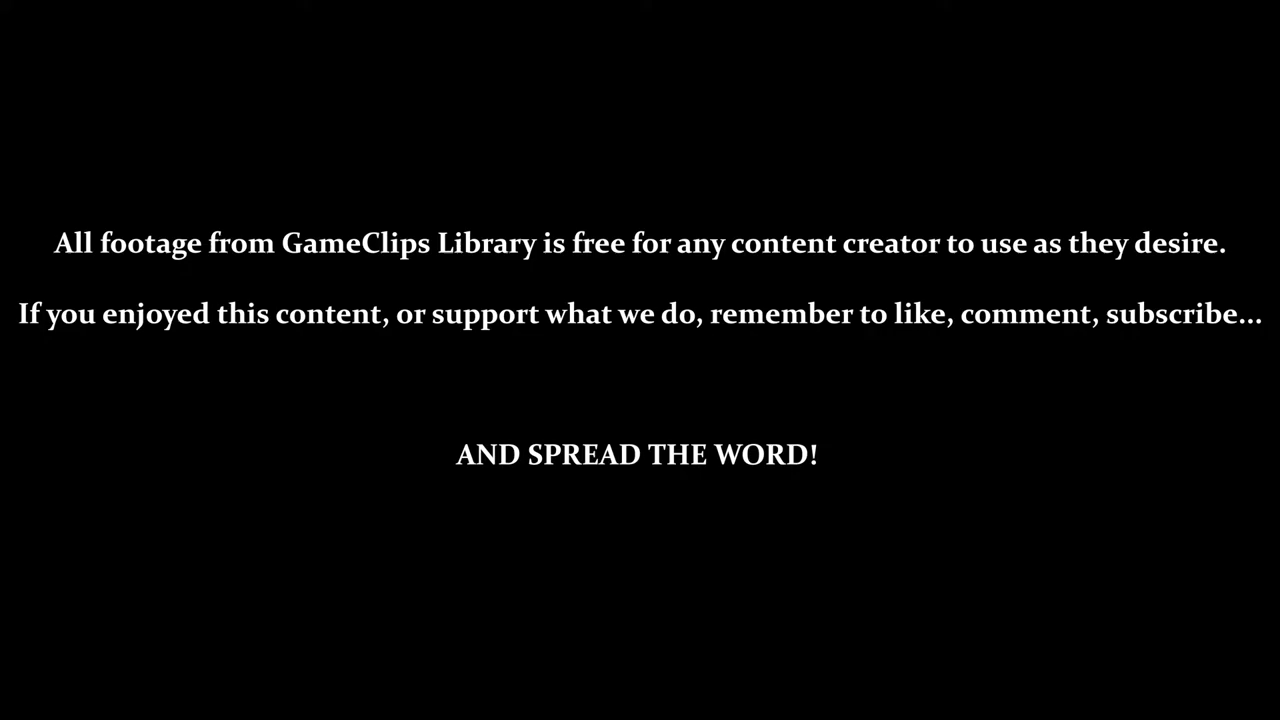 All footage from GameClips Library is free for any content creator to use as they desire.
If you enjoyed this content, or support what we do, remember to like, comment, subscribe...
AND SPREAD THE WORD!